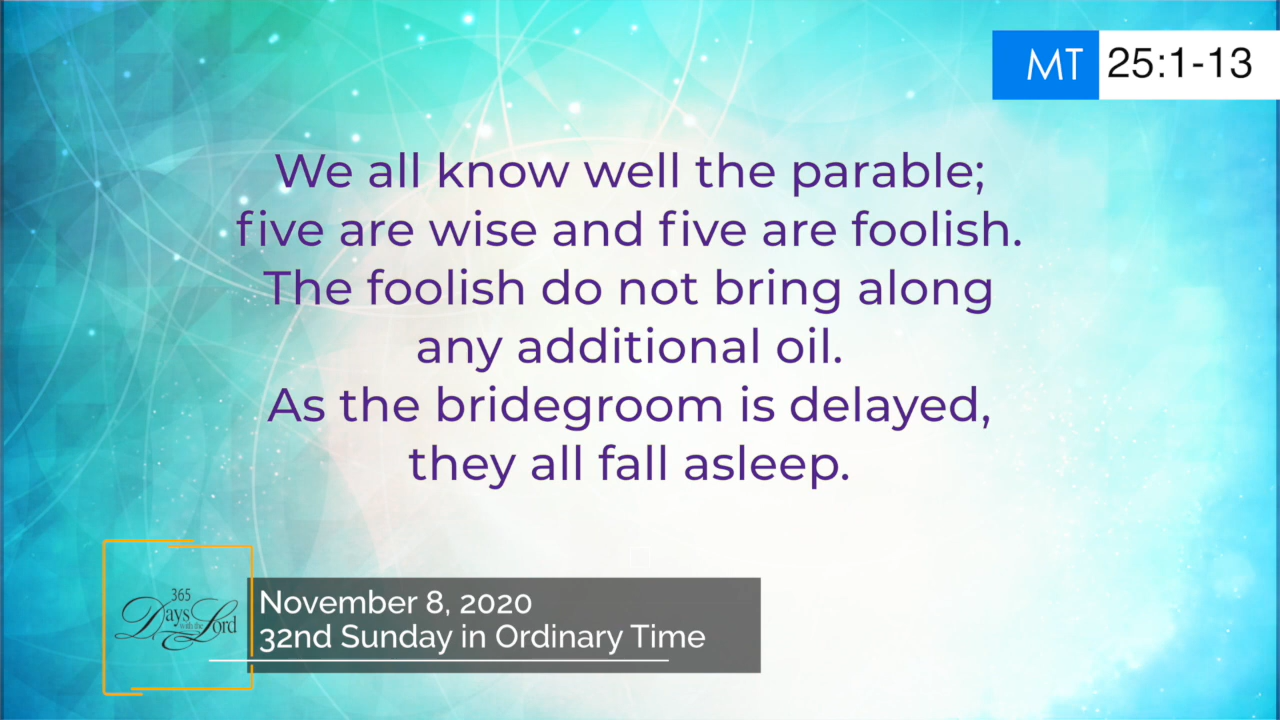 MT 25:1-13
We all know well the parable;
five are wise and five are foolish.
The foolish do not bring along
any additional oil.
As the bridegroom is delayed,
they all fall asleep.
365
Days with the Lord
November 8, 2020
32nd Sunday in Ordinary Time